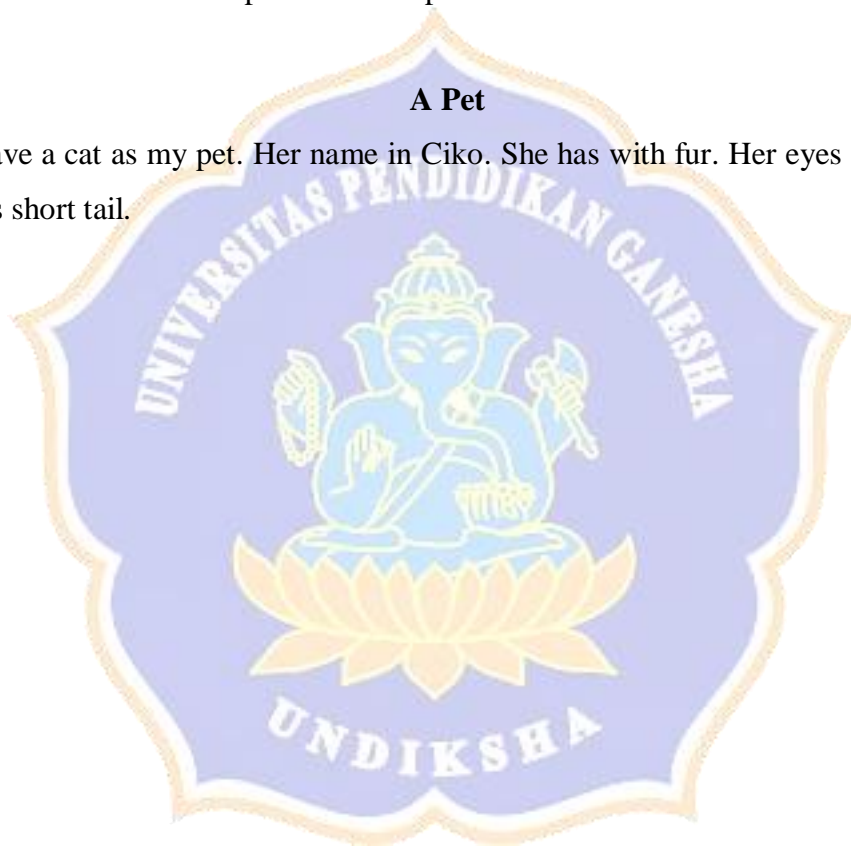 A Pet
ave a cat as my pet. Her name in Ciko. She has with fur. Her eyes
s short tail.
UNIVERSITAS PENDIDIKAN GANESHA
UNDIKSHA